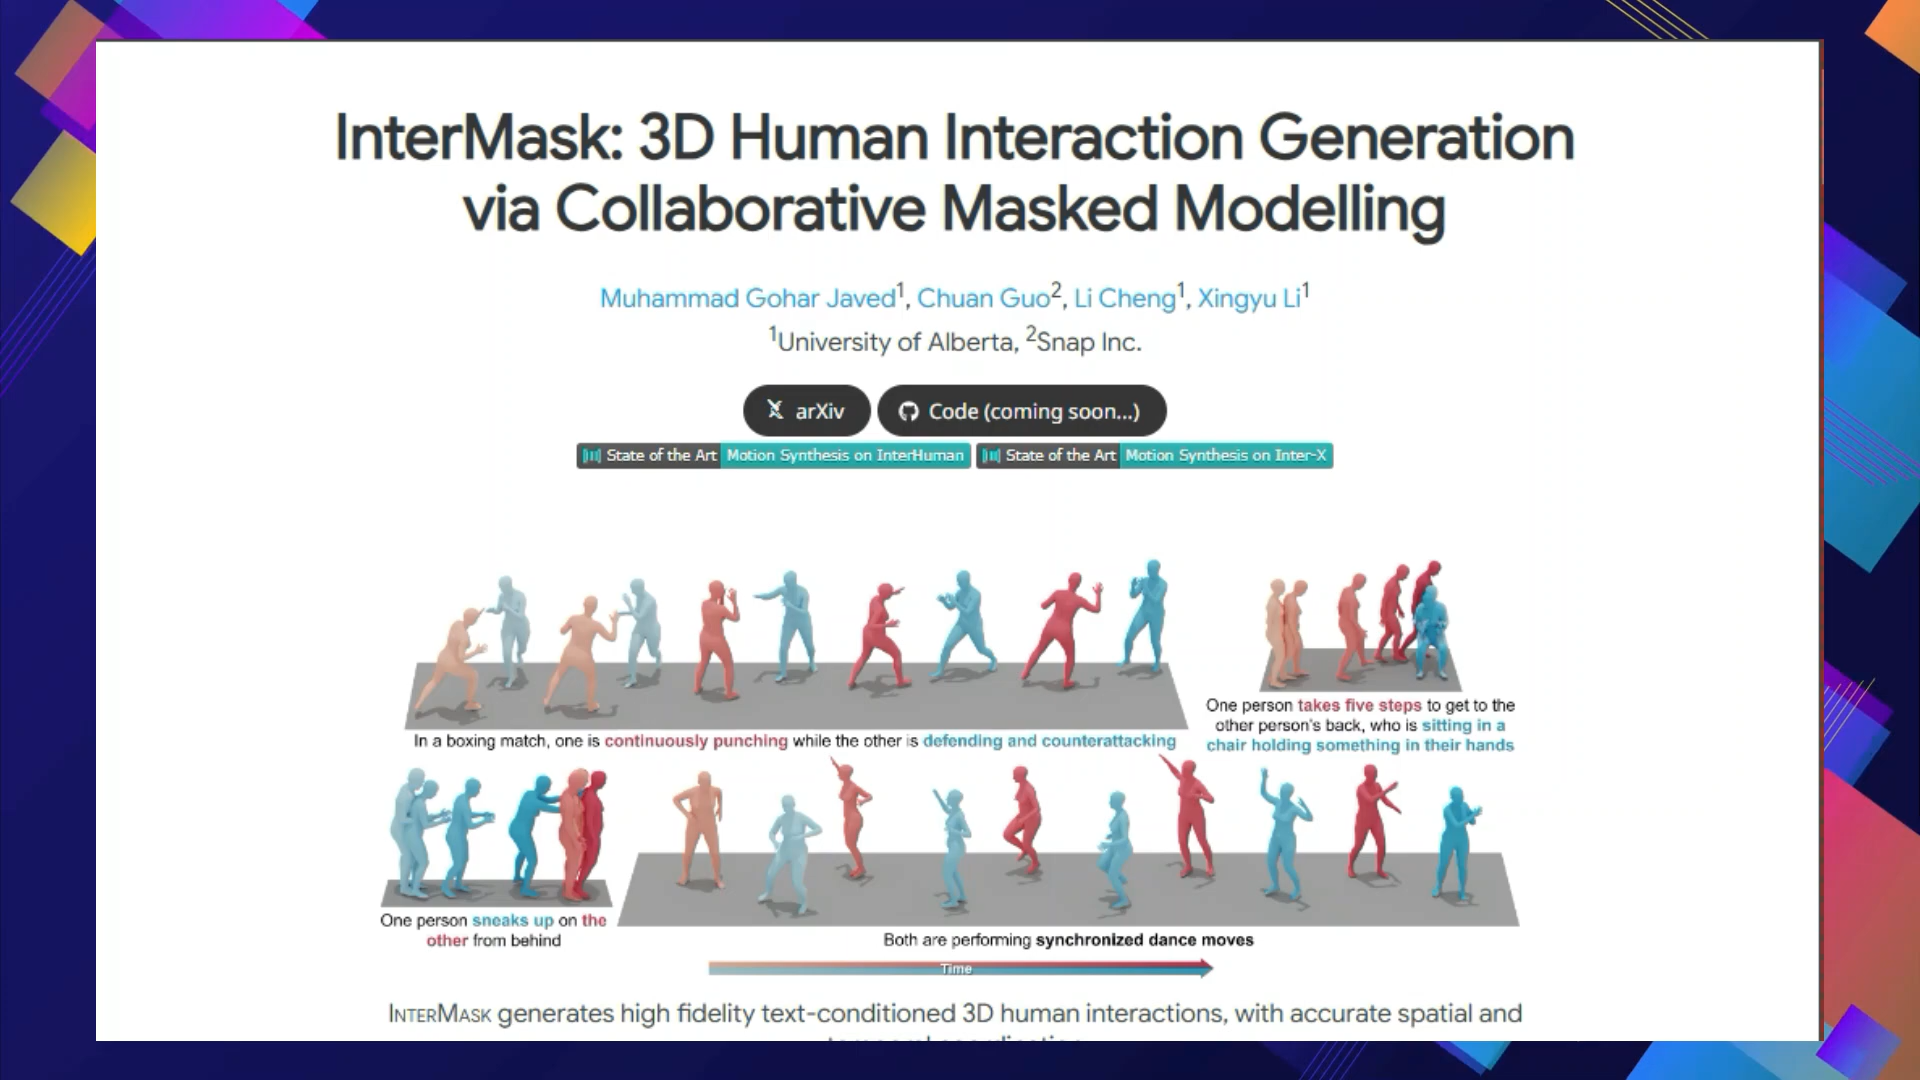 InterMask: 3D Human Interaction Generation
via Collaborative Masked Modelling
Muhammad Gohar Javed1, Chuan Guo2, Li Cheng1, Xingyu Li1
1University of Alberta, 2Snap Inc.
arXiv
Code (coming soon...)
State of the Art Motion Synthesis on InterHuman
State of the Art Motion Synthesis on Inter-X
In a boxing match, one is continuously punching while the other is defending and counterattacking
One person takes five steps to get to the
other person's back, who is sitting in a
chair holding something in their hands
One person sneaks up on the
other from behind
Both are performing synchronized dance moves
Time
INTERMASK generates high fidelity text-conditioned 3D human interactions, with accurate spatial and